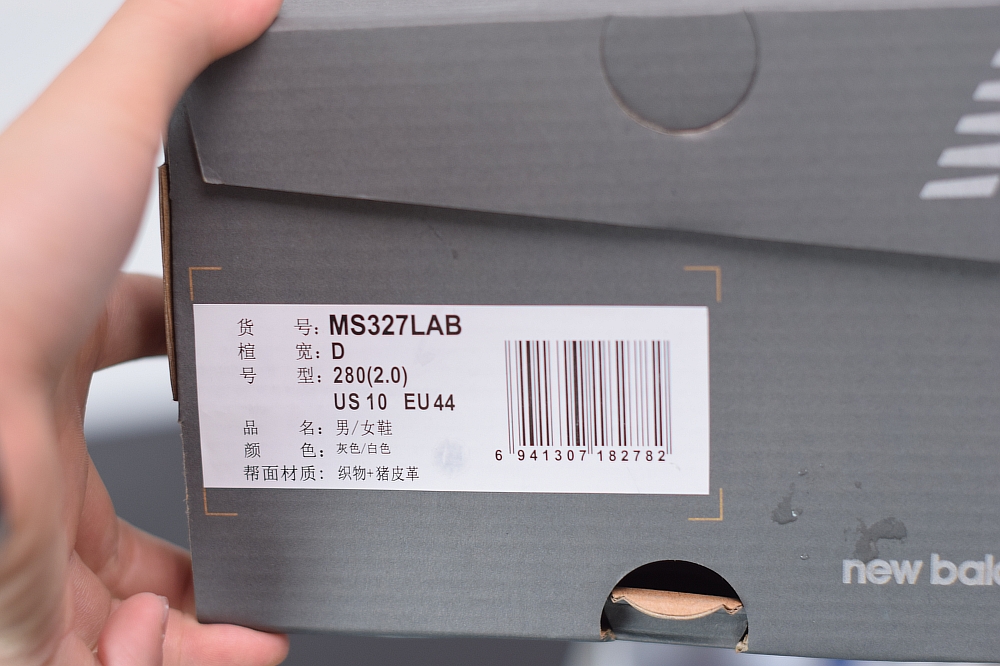 货 号: MS327LAB
楦 宽: D
号 型: 280(2.0)
US 10 EU 44
品 名: 男/女鞋
颜 色: 灰色/白色
帮面材质: 织物+猪皮革
6 941307 182782
new bala